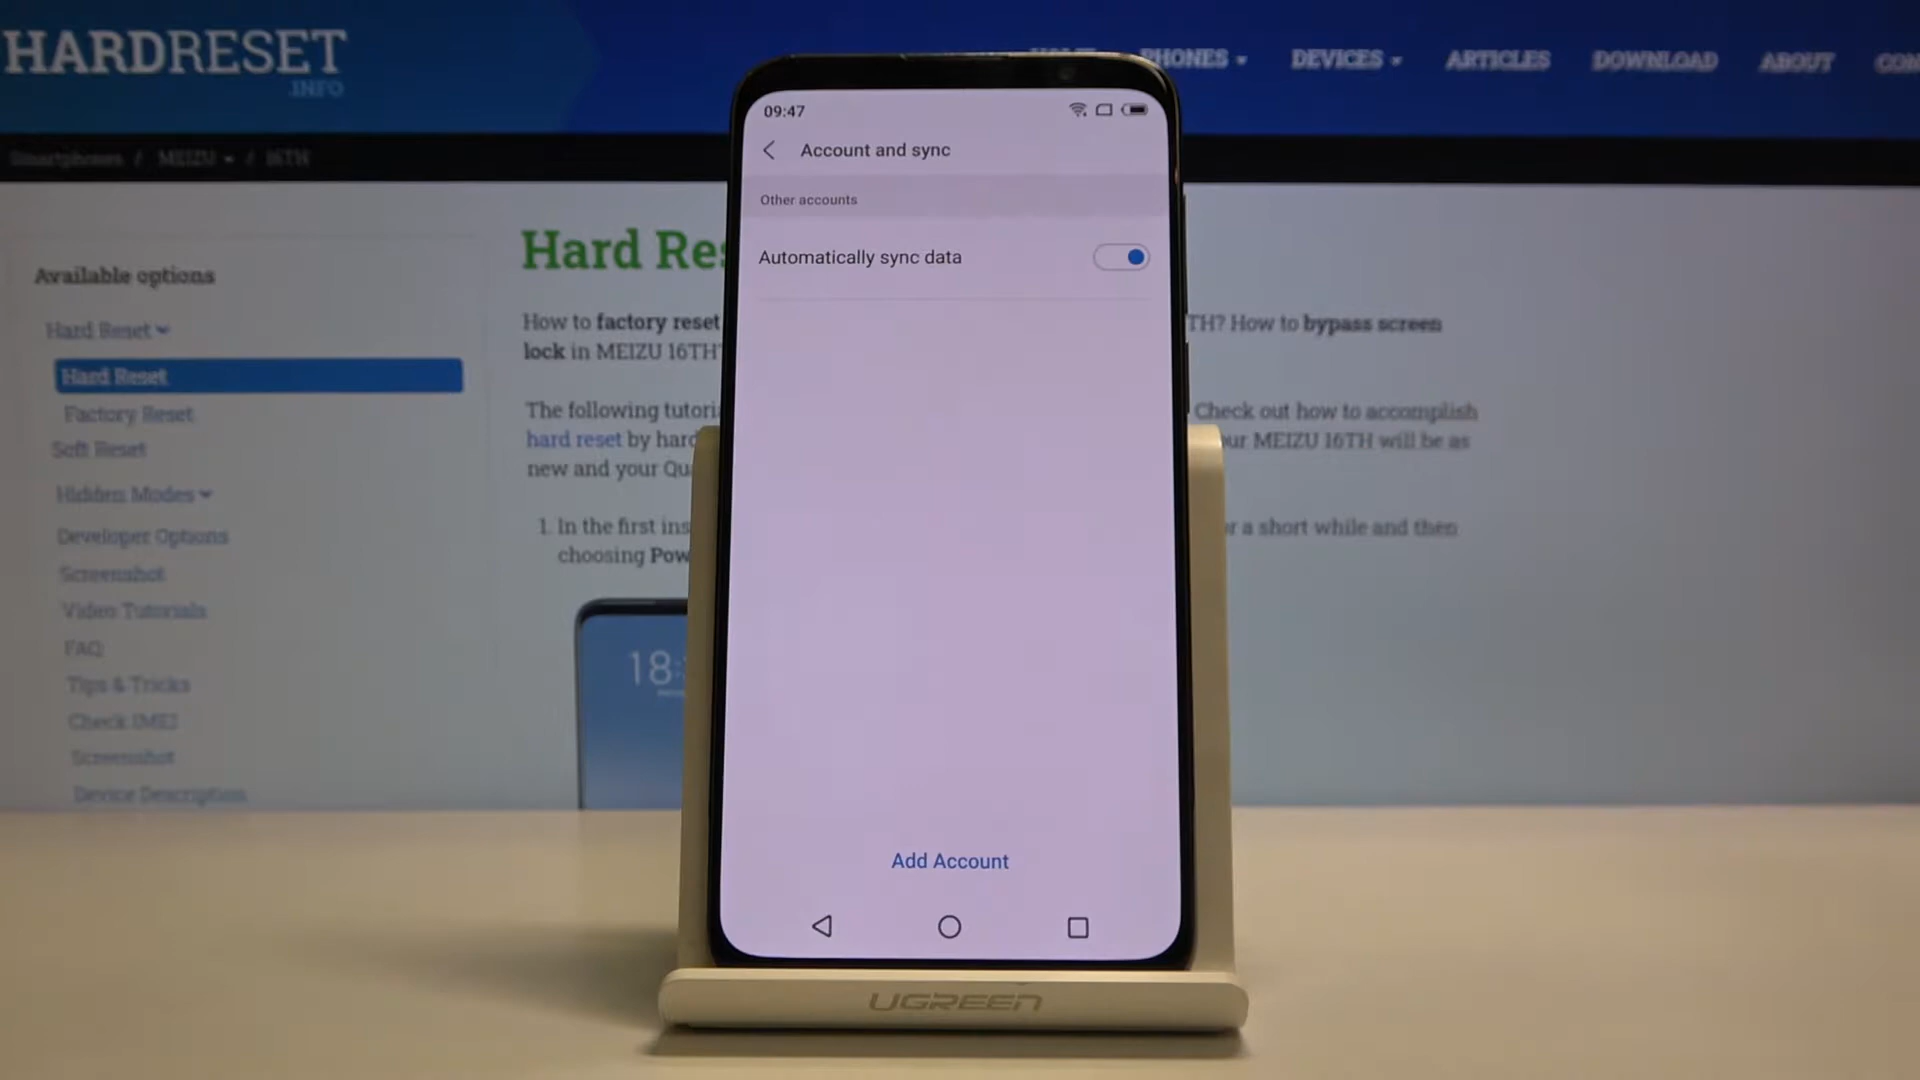 HARDRESET
.INFO
PHONES
DEVICES
ARTICLES
DOWNLOAD
ABOUT
Smartphones / MEIZU / 16TH
Available options
Hard Reset
Hard Reset
Factory Reset
Soft Reset
Hidden Modes
Developer Options
Screenshot
Video Tutorials
FAQ
Tips & Tricks
Check IMEI
Screenshot
Device Description
Hard Res
How to factory reset
TH? How to bypass screen
lock in MEIZU 16TH
The following tutori
Check out how to accomplish
hard reset by hard
ur MEIZU 16TH will be as
new and your Qua
1. In the first ins
r a short while and then
choosing Pow
18:
09:47
Account and sync
Other accounts
Automatically sync data
Add Account
UGREEN